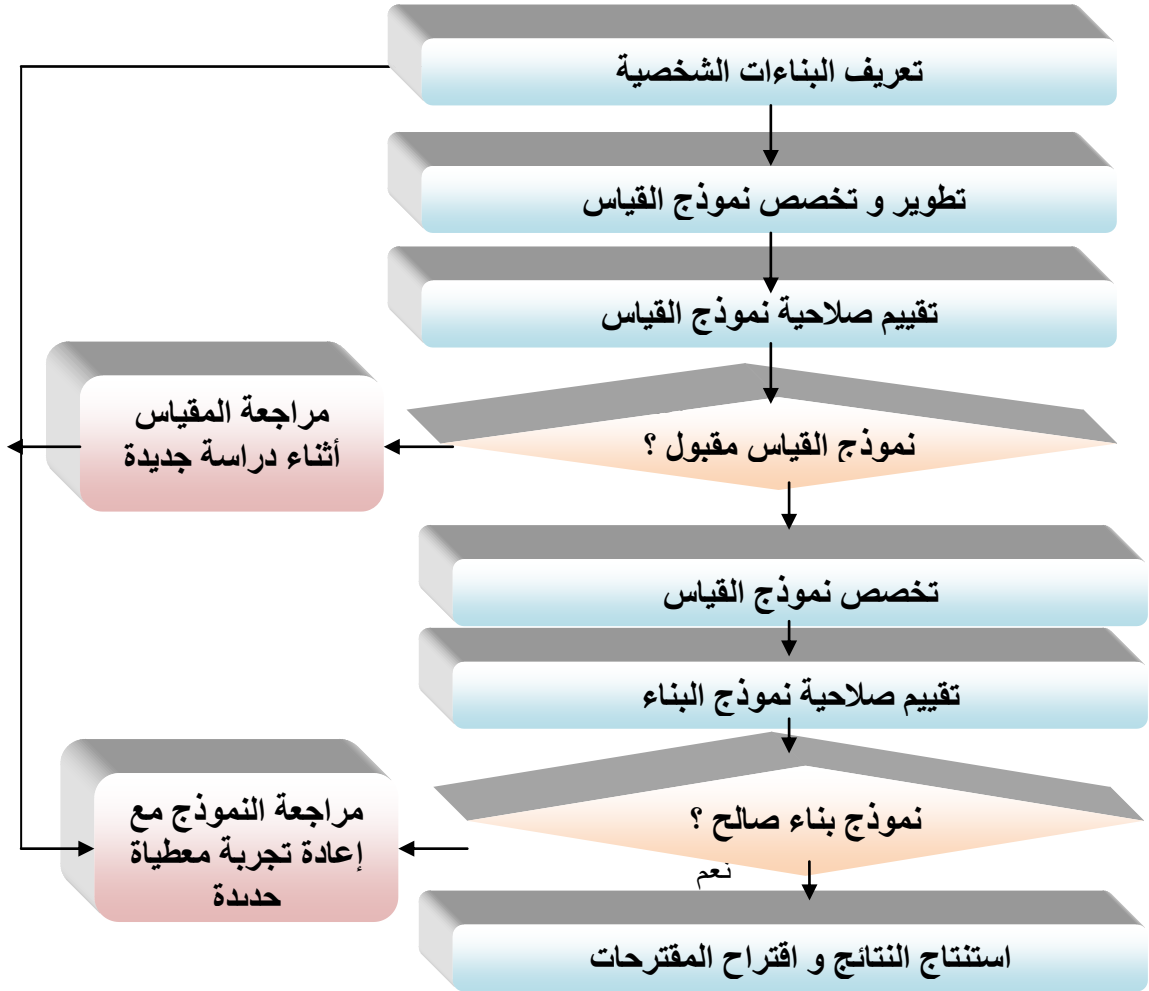 تعريف البناءات الشخصية
تطوير و تخصص نموذج القياس
تقييم صلاحية نموذج القياس
نموذج القياس مقبول ؟
مراجعة المقياس
أثناء دراسة جديدة
تخصص نموذج القياس
تقييم صلاحية نموذج البناء
نموذج بناء صالح ؟
مراجعة النموذج مع
إعادة تجربة معطياة
جديدة
نعم
استنتاج النتائج و اقتراح المقترحات